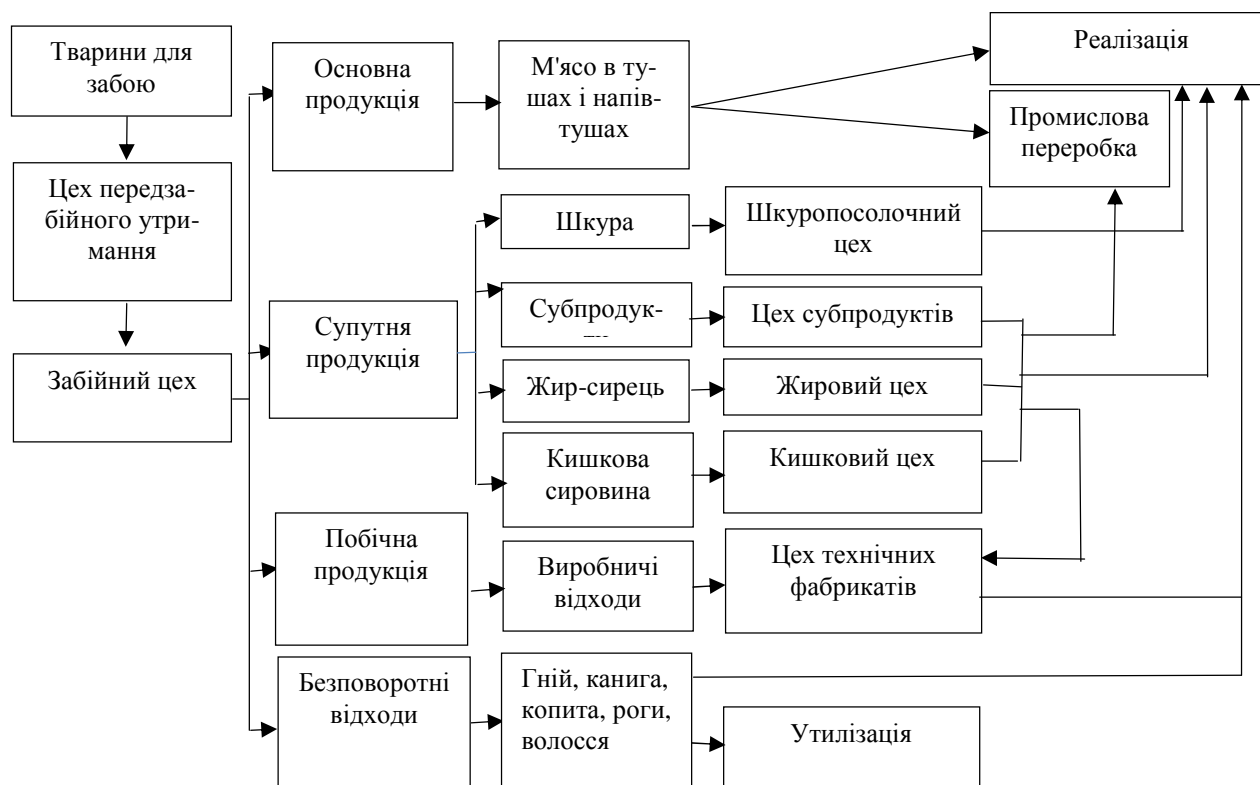 Тварини для
забою
Цех передза-
бійного утри-
мання
Забійний цех
Основна
продукція
М'ясо в ту-
шах і напів-
тушах
Реалізація
Промислова
переробка
Супутня
продукція
Шкура
Шкуропосолочний
цех
Субпродук-
ти
Цех субпродуктів
Жир-сирець
Жировий цех
Кишкова
сировина
Кишковий цех
Побічна
продукція
Виробничі
відходи
Цех технічних
фабрикатів
Безповоротні
відходи
Гній, канига,
копита, роги,
волосся
Утилізація